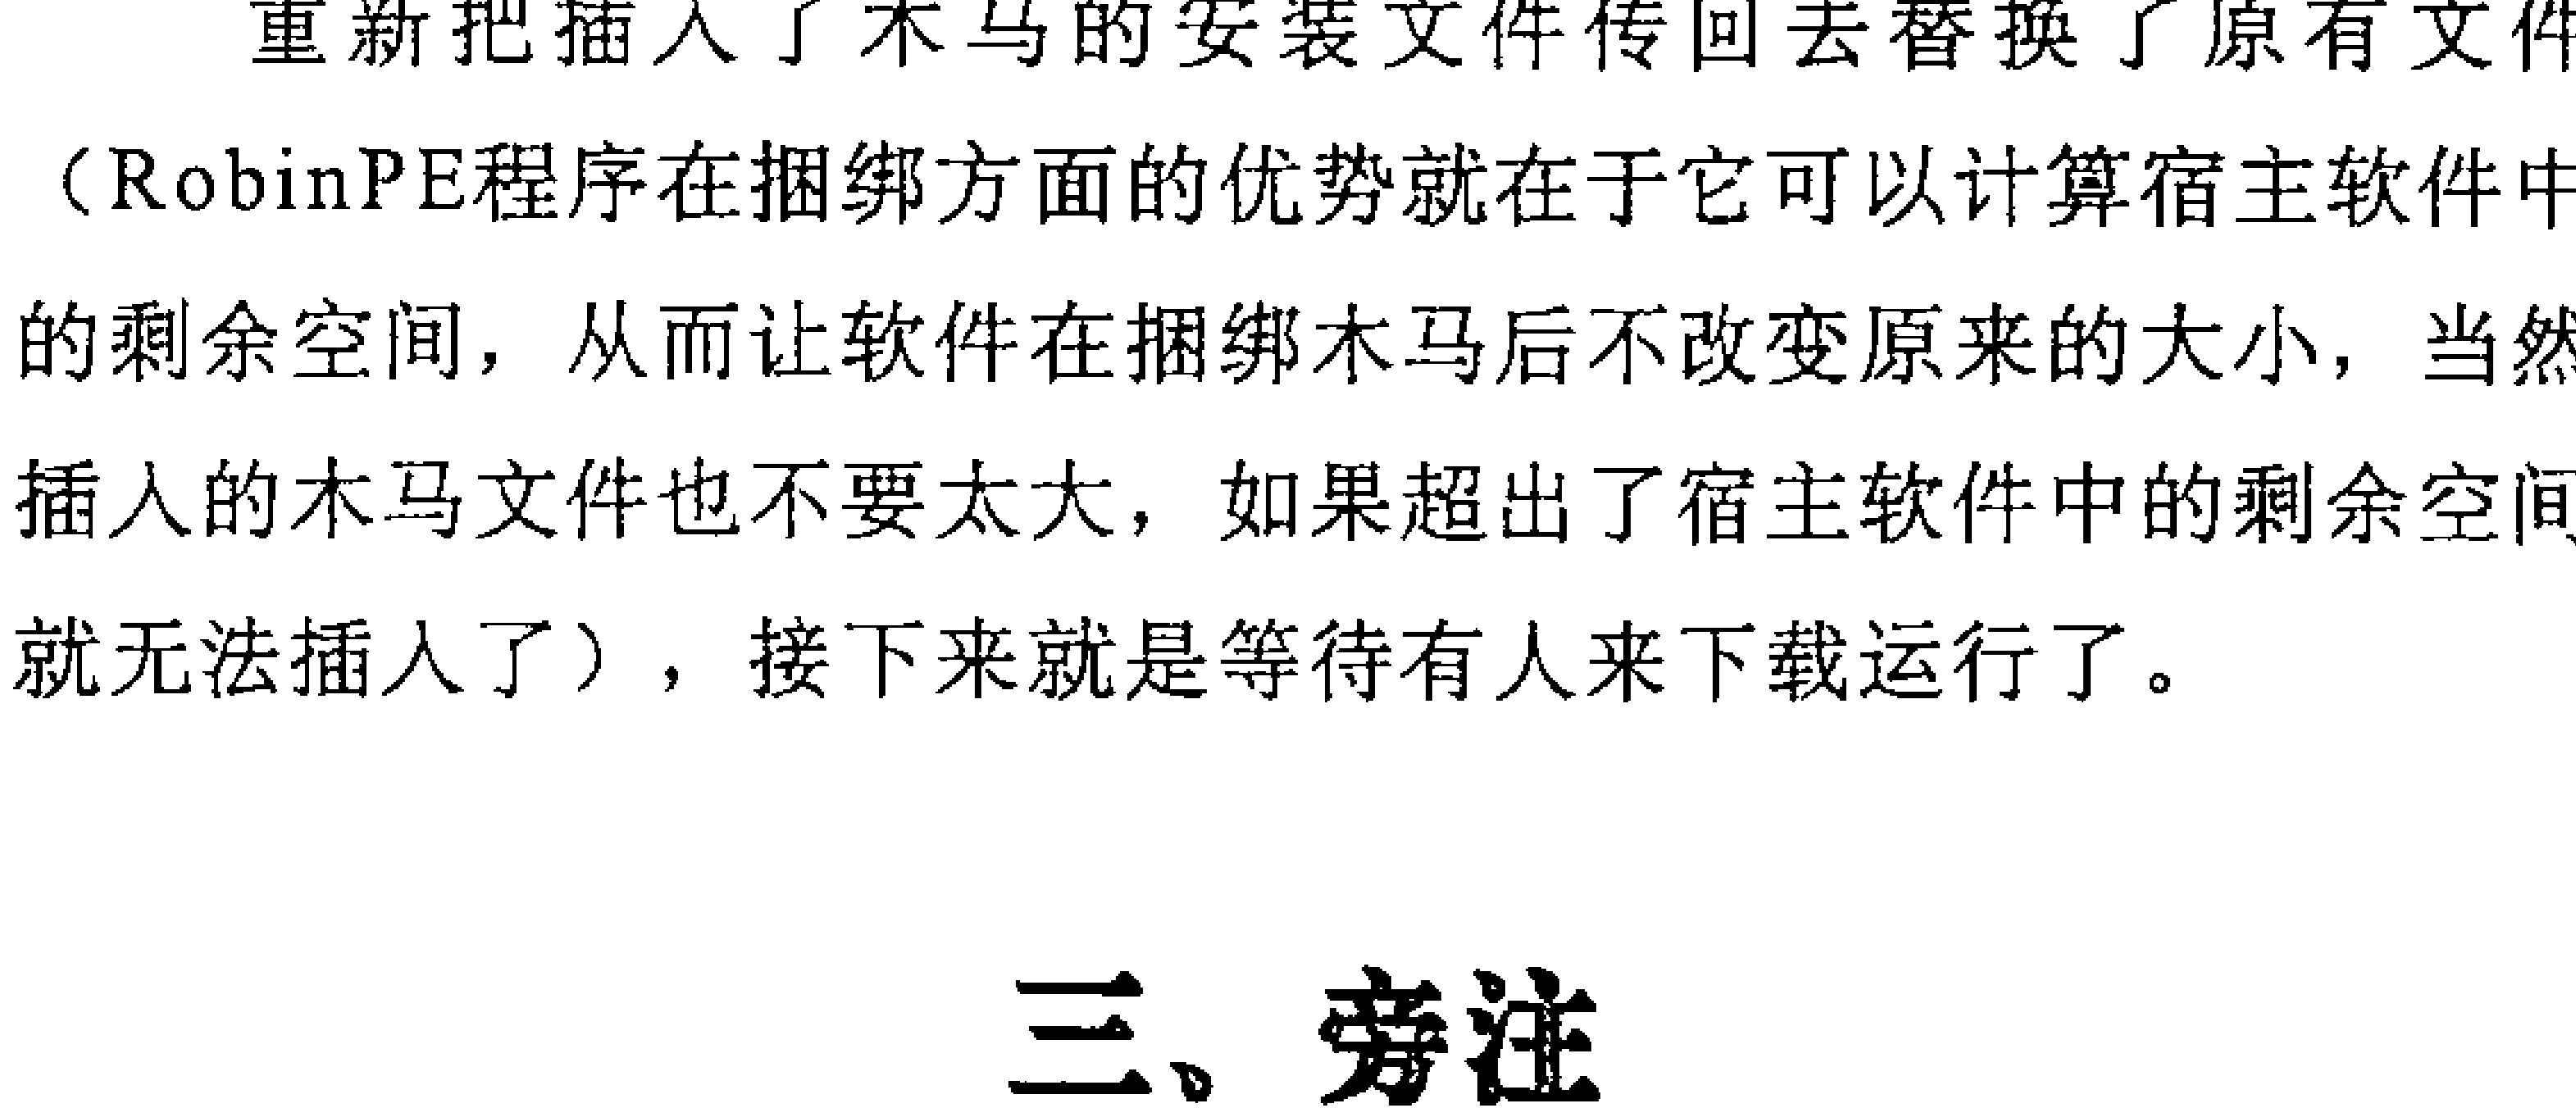 重新把插入了木马的安装文件传回去替换了原有文件
（RobinPE程序在捆绑方面的优势就在于它可以计算宿主软件中
的剩余空间，从而让软件在捆绑木马后不改变原来的大小，当然
插入的木马文件也不要太大，如果超出了宿主软件中的剩余空间
就无法插入了），接下来就是等待有人来下载运行了。
三、旁注